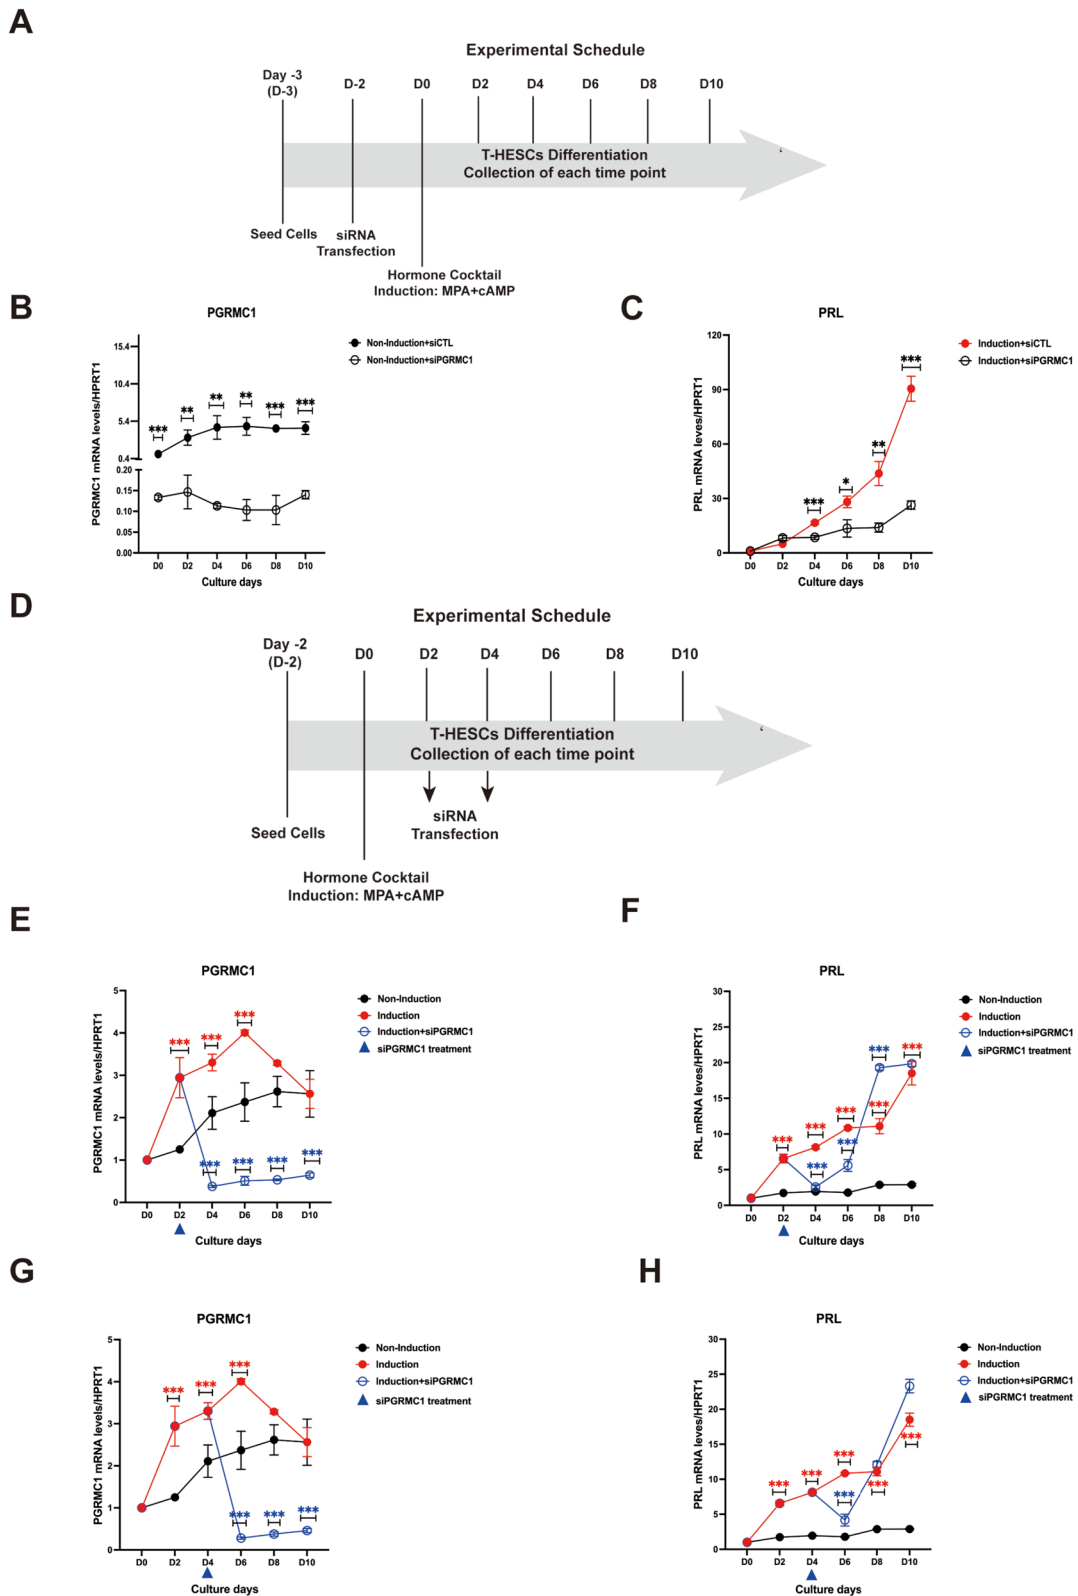 A
Experimental Schedule
Day -3
(D-3)
D-2
D0
D2
D4
D6
D8
D10
T-HESCs Differentiation
Collection of each time point
Seed Cells
siRNA
Transfection
Hormone Cocktail
Induction: MPA+cAMP
B
PGRMC1
PGRMC1 mRNA levels/HPRT1
15.4
10.4
5.4
0.4
0.20
0.15
0.10
0.05
0.00
***
**
**
**
***
***
D0
D2
D4
D6
D8
D10
Culture days
Non-Induction+siCTL
Non-Induction+siPGRMC1
C
PRL
PRL mRNA levels/HPRT1
120
90
60
30
0
***
*
**
***
D0
D2
D4
D6
D8
D10
Culture days
Induction+siCTL
Induction+siPGRMC1
D
Experimental Schedule
Day -2
(D-2)
D0
D2
D4
D6
D8
D10
T-HESCs Differentiation
Collection of each time point
siRNA
Transfection
Seed Cells
Hormone Cocktail
Induction: MPA+cAMP
E
PGRMC1
PGRMC1 mRNA levels/HPRT1
5
4
3
2
1
0
***
***
***
***
***
***
***
D0
D2
D4
D6
D8
D10
Culture days
Non-Induction
Induction
Induction+siPGRMC1
siPGRMC1 treatment
F
PRL
PRL mRNA leves/HPRT1
30
25
20
15
10
5
0
***
***
***
***
***
***
***
***
D0
D2
D4
D6
D8
D10
Culture days
Non-Induction
Induction
Induction+siPGRMC1
siPGRMC1 treatment
G
PGRMC1
PGRMC1 mRNA levels/HPRT1
5
4
3
2
1
0
***
***
***
***
***
***
D0
D2
D4
D6
D8
D10
Culture days
Non-Induction
Induction
Induction+siPGRMC1
siPGRMC1 treatment
H
PRL
PRL mRNA leves/HPRT1
30
25
20
15
10
5
0
***
***
***
***
***
***
D0
D2
D4
D6
D8
D10
Culture days
Non-Induction
Induction
Induction+siPGRMC1
siPGRMC1 treatment